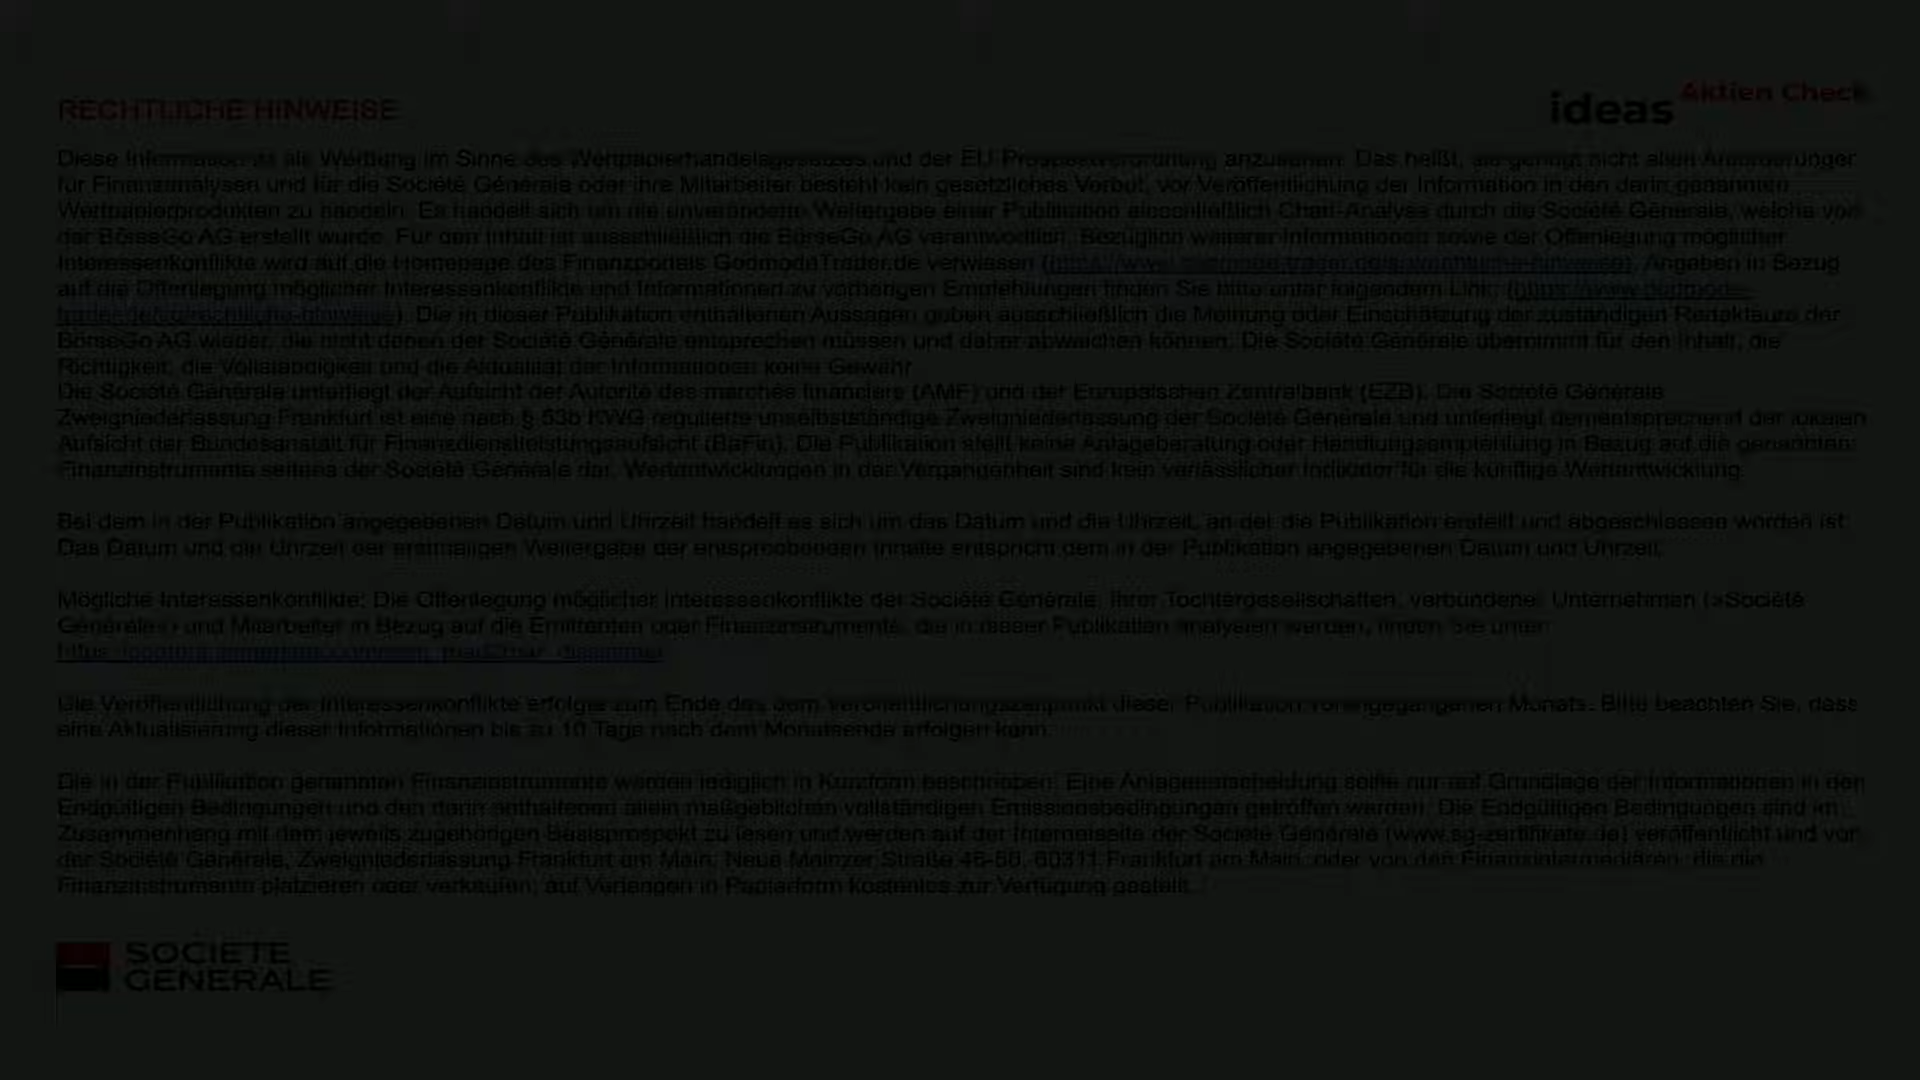 RECHTLICHE HINWEISE
ideas Aktien Check
Diese Information ist als Werbung im Sinne des Wertpapierhandelsgesetzes und der EU-Prospektverordnung anzusehen. Das heißt, sie genügt nicht allen Anforderungen
für Finanzanalysen und für die Société Générale oder ihre Mitarbeiter besteht kein gesetzliches Verbot, vor Veröffentlichung der Information in den darin genannten
Wertpapierprodukten zu handeln. Es handelt sich um die unveränderte Weitergabe einer Publikation einschließlich Chart-Analyse durch die Société Générale, welche von
der BörseGo AG erstellt wurde. Für den Inhalt ist ausschließlich die BörseGo AG verantwortlich. Bezüglich weiterer Informationen sowie der Offenlegung möglicher
Interessenkonflikte wird auf die Homepage des Finanzportals GodmodeTrader.de verwiesen Angaben in Bezug
auf die Offenlegung möglicher Interessenkonflikte und Informationen zu vorherigen Empfehlungen finden Sie bitte unter folgendem Link: (https://www.godmode-
trader.de/ Die in dieser Publikation enthaltenen Aussagen geben ausschließlich die Meinung oder Einschätzung der zuständigen Redakteure der
BörseGo AG wieder, die nicht denen der Société Générale entsprechen müssen und daher abweichen können. Die Société Générale übernimmt für den Inhalt, die
Richtigkeit, die Vollständigkeit und die Aktualität der Informationen keine Gewähr.
Die Société Générale unterliegt der Aufsicht der Autorité des marchés financiers (AMF) und der Europäischen Zentralbank (EZB). Die Société Générale
Zweigniederlassung Frankfurt ist eine nach § 53b KWG regulierte unselbstständige Zweigniederlassung der Société Générale und unterliegt dementsprechend der lokalen
Aufsicht der Bundesanstalt für Finanzdienstleistungsaufsicht (BaFin). Die Publikation stellt keine Anlageberatung oder Handlungsempfehlung in Bezug auf die genannten
Finanzinstrumente seitens der Société Générale dar. Wertentwicklungen in der Vergangenheit sind kein verlässlicher Indikator für die künftige Wertentwicklung.
Bei dem in der Publikation angegebenen Datum und Uhrzeit handelt es sich um das Datum und die Uhrzeit, an der die Publikation erstellt und abgeschlossen worden ist.
Das Datum und die Uhrzeit der erstmaligen Weitergabe der entsprechenden Inhalte entspricht dem in der Publikation angegebenen Datum und Uhrzeit.
Mögliche Interessenkonflikte: Die Offenlegung möglicher Interessenkonflikte der Société Générale, ihrer Tochtergesellschaften, verbundener Unternehmen (»Société
Générale«) und Mitarbeiter in Bezug auf die Emittenten oder Finanzinstrumente, die in dieser Publikation analysiert werden, finden Sie unter:
Die Veröffentlichung der Interessenkonflikte erfolgt zum Ende des dem Veröffentlichungszeitpunkt dieser Publikation vorangegangenen Monats. Bitte beachten Sie, dass
eine Aktualisierung dieser Informationen bis zu 10 Tage nach dem Monatsende erfolgen kann.
Die in der Publikation genannten Finanzinstrumente werden lediglich in Kurzform beschrieben. Eine Anlageentscheidung sollte nur auf Grundlage der Informationen in den
Endgültigen Bedingungen und den darin enthaltenen allein maßgeblichen vollständigen Emissionsbedingungen getroffen werden. Die Endgültigen Bedingungen sind im
Zusammenhang mit dem jeweils zugehörigen Basisprospekt zu lesen und werden auf der Internetseite der Société Générale (www.sg-zertifikate.de) veröffentlicht und von
der Société Générale, Zweigniederlassung Frankfurt am Main, Neue Mainzer Straße 46-50, 60311 Frankfurt am Main, oder von den Finanzintermediären, die die
Finanzinstrumente platzieren oder verkaufen, auf Verlangen in Papierform kostenlos zur Verfügung gestellt.
SOCIETE
GENERALE